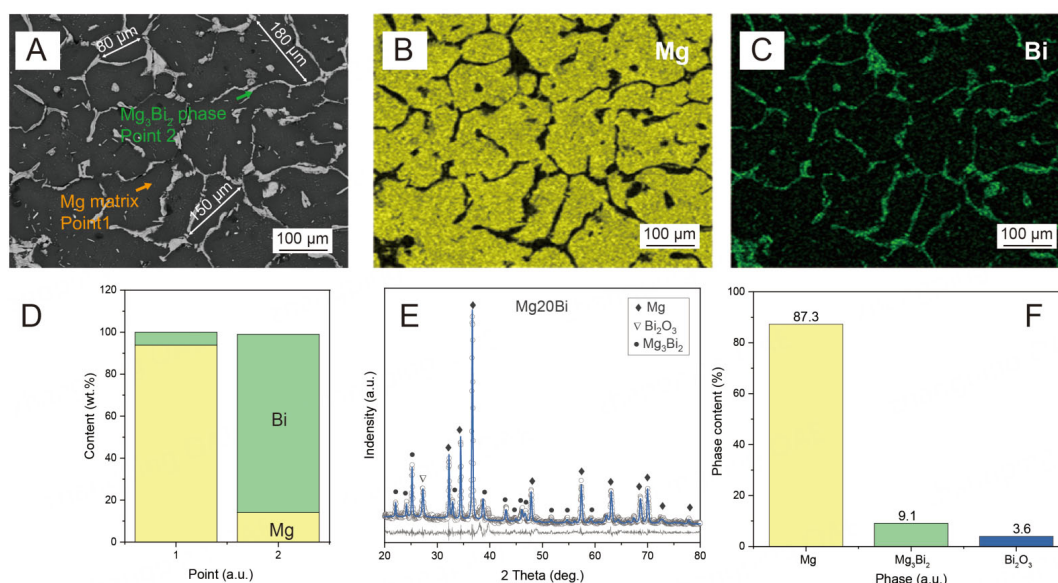 A
80 μm
180 μm
Mg₃Bi₂ phase
Point 2
Mg matrix
Point1
150 μm
100 μm
B
Mg
100 μm
C
Bi
100 μm
D
120
100
80
60
40
20
0
Content (wt.%)
Bi
Mg
1
2
Point (a.u.)
E
Mg20Bi
Mg
Bi₂O₃
Mg₃Bi₂
Indensity (a.u.)
20
30
40
50
60
70
80
2 Theta (deg.)
F
80
60
40
20
0
Phase content (%)
87.3
9.1
3.6
Mg
Mg₃Bi₂
Bi₂O₃
Phase (a.u.)